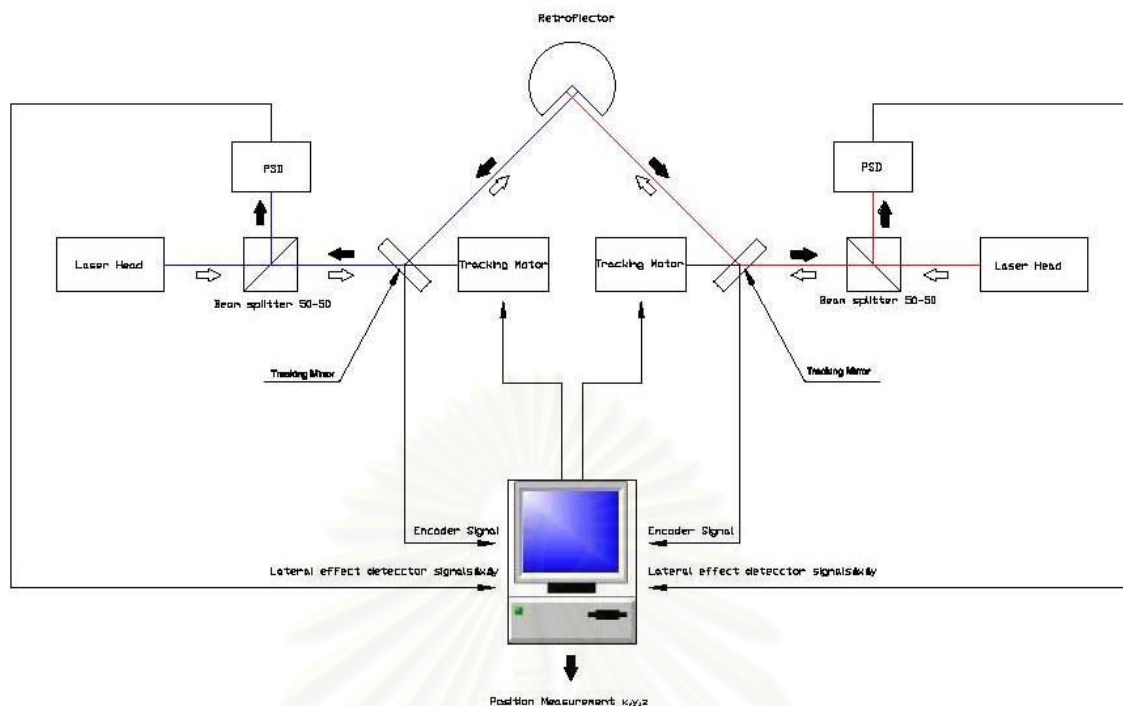 Retroflector
PSD
PSD
Laser Head
Tracking Motor
Tracking Motor
Laser Head
Beam splitter 50-50
Beam splitter 50-50
Tracking Mirror
Tracking Mirror
Encoder Signal
Encoder Signal
Lateral effect detecctor signals&x&y
Lateral effect detecctor signals&x&y
Position Measurement x,y,z